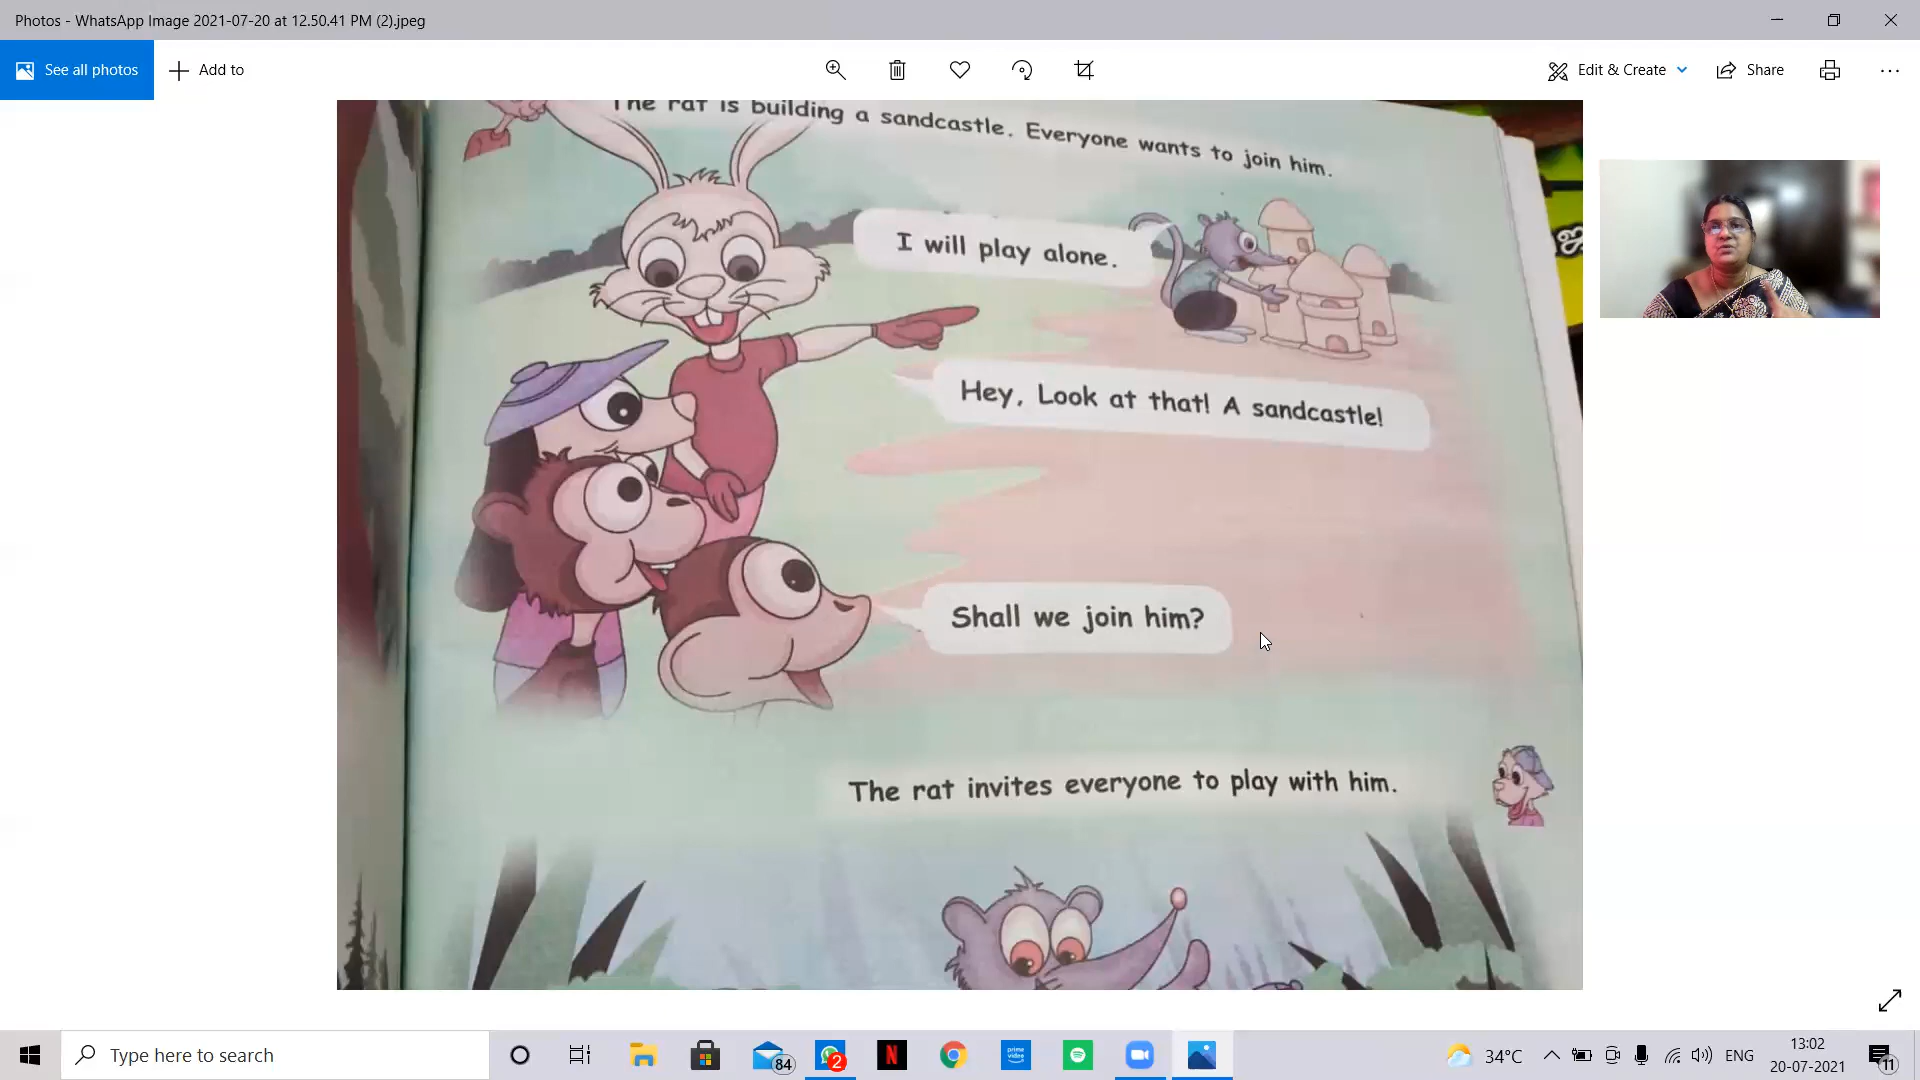 Photos - WhatsApp Image 2021-07-20 at 12.50.41 PM (2).jpeg
See all photos
Add to
Edit & Create
Share
The rat is building a sandcastle. Everyone wants to join him.
I will play alone.
Hey, Look at that! A sandcastle!
Shall we join him?
The rat invites everyone to play with him.
Type here to search
84
2
N
prime video
34°C
ENG
13:02
20-07-2021
11